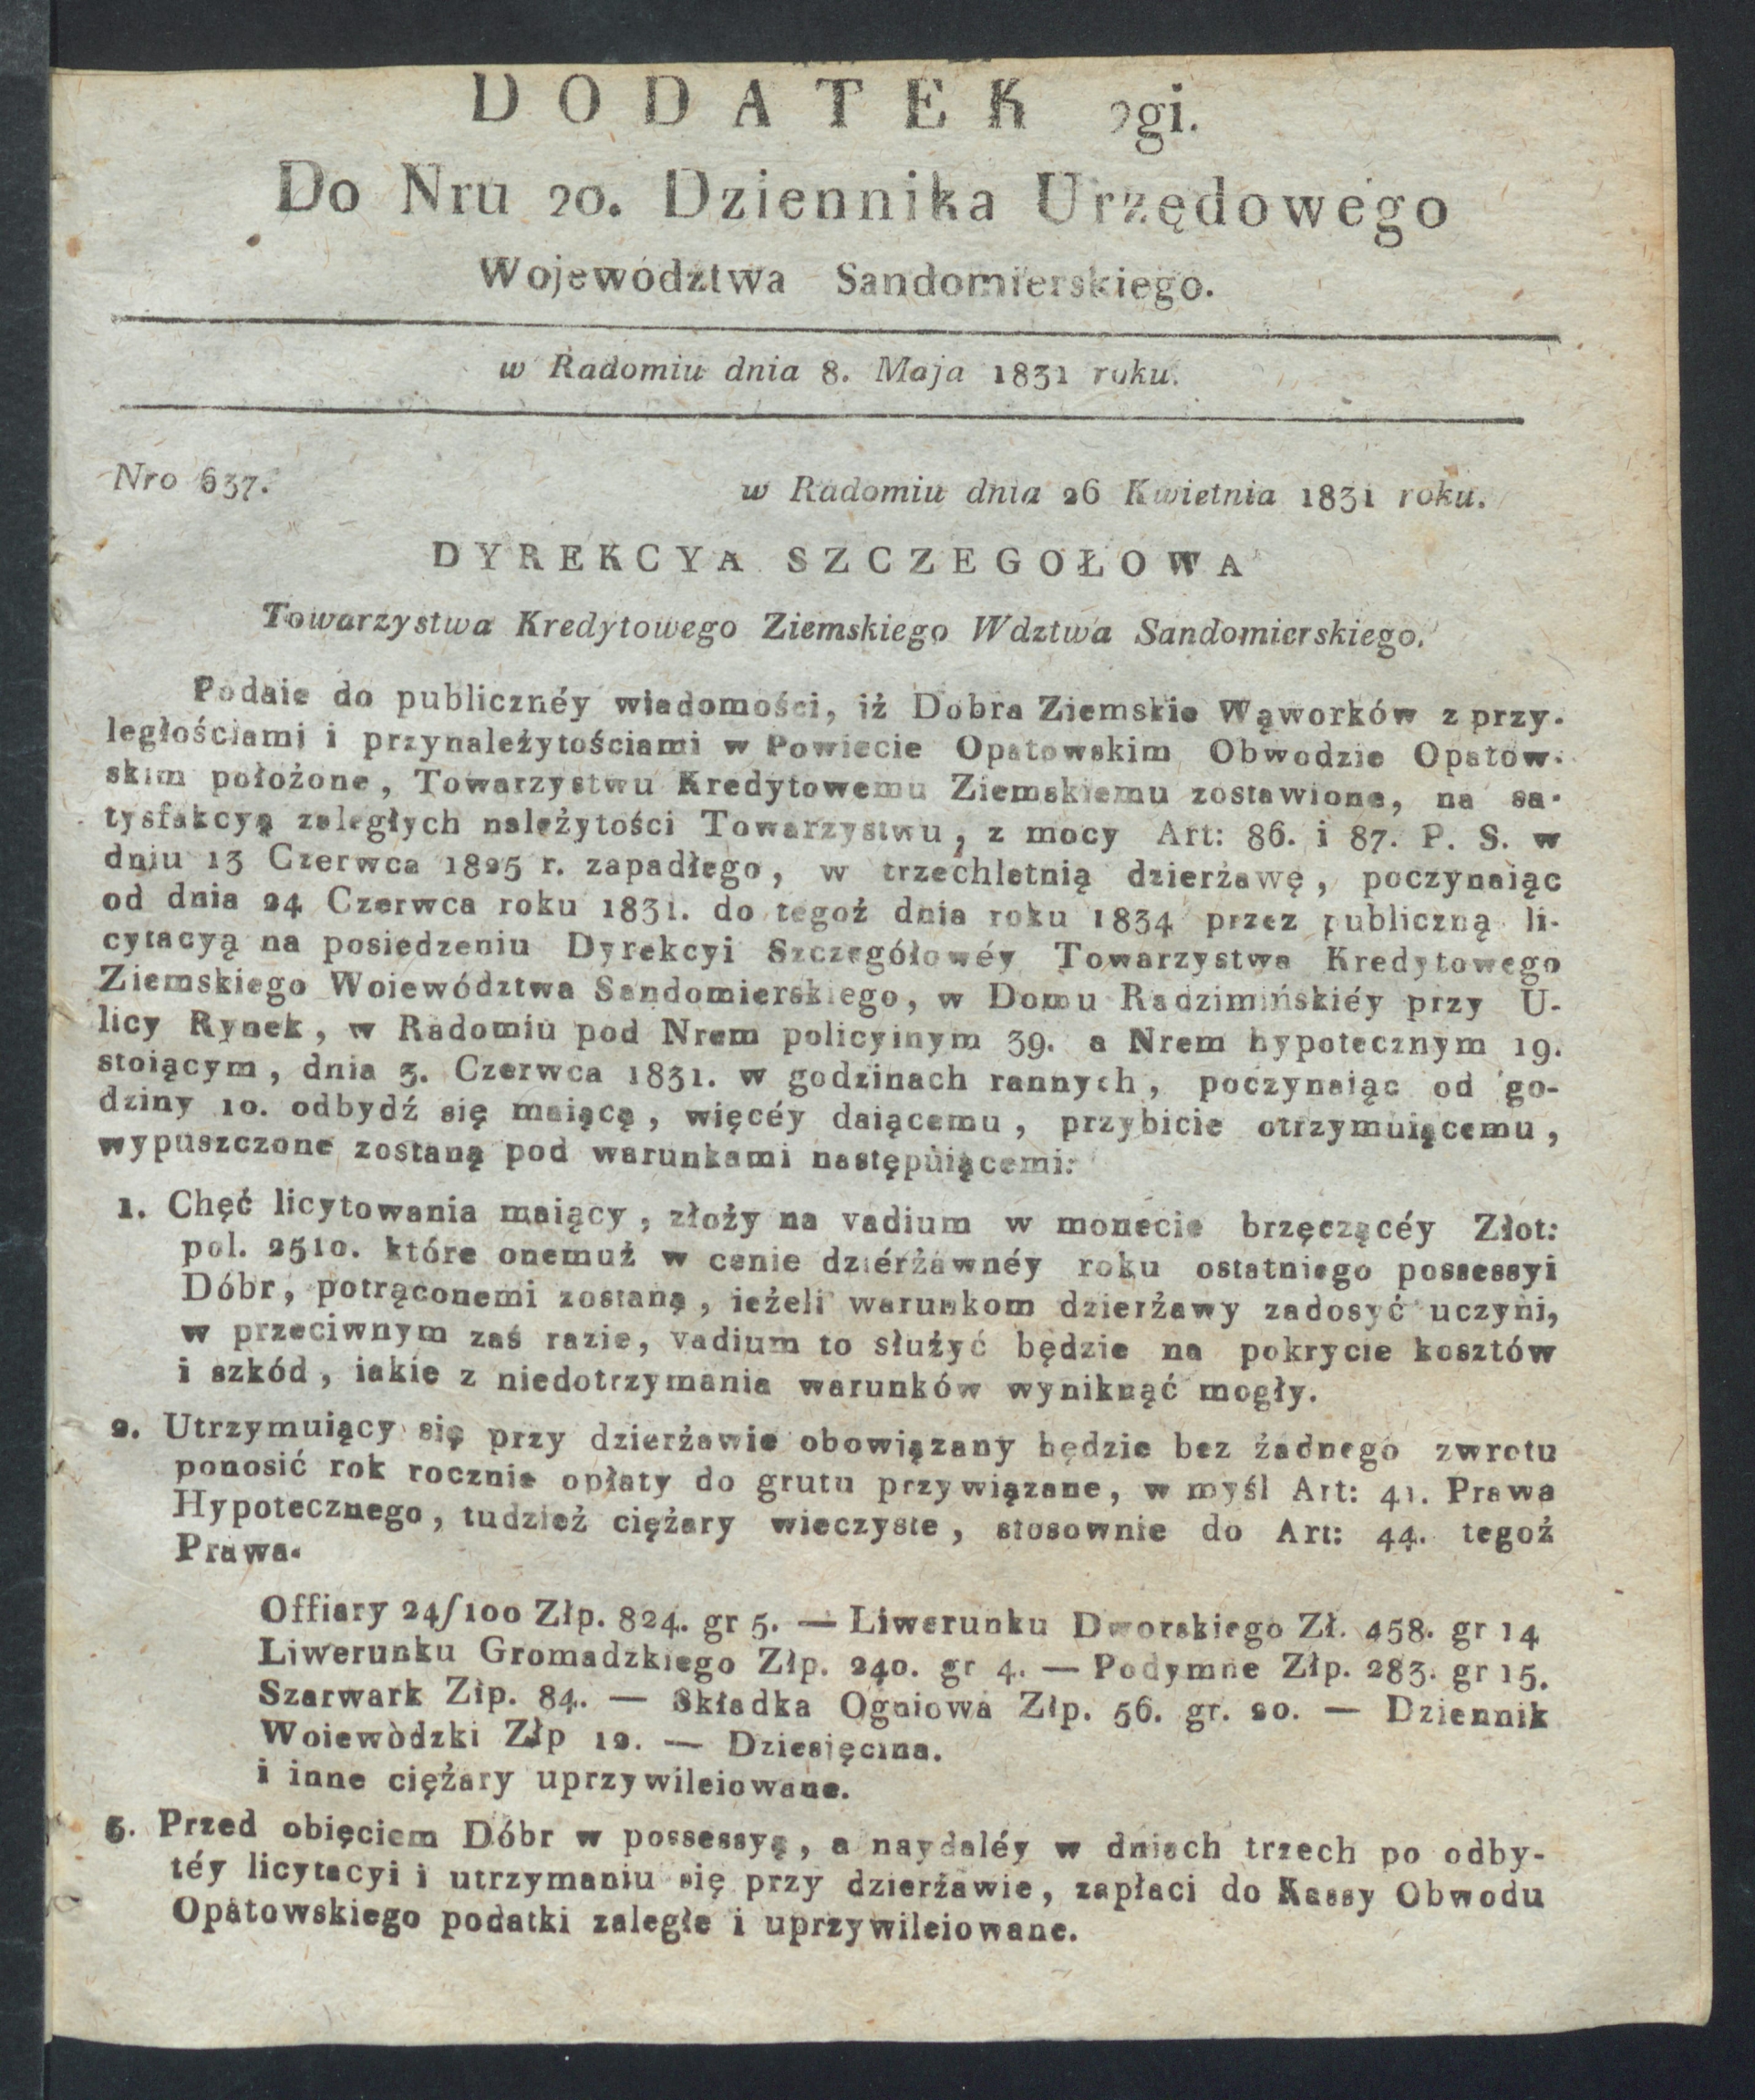 DODATEK 2gi.
Do Nru 20. Dziennika Urzędowego
Województwa Sandomierskiego.
w Radomiu dnia 8. Maja 1831 roku.
Nro 637.
w Radomiu dnia 26 Kwietnia 1831 roku.
DYREKCYA SZCZEGOŁOWA
Towarzystwa Kredytowego Ziemskiego Wdztwa Sandomierskiego.
Podaie do publicznéy wiadomości, iż Dobra Ziemskie Wąworków z przy-
ległościami i przynależytościami w Powiecie Opatowskim Obwodzie Opatow-
skim położone, Towarzystwu Kredytowemu Ziemskiemu zostawione, na sa-
tysfakcyą zaległych należytości Towarzystwu, z mocy Art: 86. i 87. P. S. w
dniu 13 Czerwca 1825 r. zapadłego, w trzechletnią dzierżawę, poczynaiąc
od dnia 24 Czerwca roku 1831. do tegoż dnia roku 1834 przez publiczną li-
cytacyą na posiedzeniu Dyrekcyi Szczegółowéy Towarzystwa Kredytowego
Ziemskiego Woiewództwa Sandomierskiego, w Domu Radzimińskiéy przy U-
licy Rynek, w Radomiu pod Nrem policyinym 39. a Nrem hypotecznym 19.
stoiącym, dnia 3. Czerwca 1831. w godzinach rannych, poczynaiąc od go-
dziny 10. odbydź się maiącą, więcéy daiącemu, przybicie otrzymuiącemu,
wypuszczone zostaną pod warunkami następuiącemi:
1. Chęć licytowania maiący, złoży na vadium w monecie brzęczącéy Złot:
pol. 2510. które onemuż w cenie dziérżawnéy roku ostatniego possessyi
Dóbr, potrąconemi zostaną, ieżeli warunkom dzierżawy zadosyć uczyni,
w przeciwnym zaś razie, vadium to służyć będzie na pokrycie kosztów
i szkód, iakie z niedotrzymania warunków wyniknąć mogły.
2. Utrzymuiący się przy dzierżawie obowiązany będzie bez żadnego zwrotu
ponosić rok rocznie opłaty do grutu przywiązane, w myśl Art: 41. Prawa
Hypotecznego, tudzież ciężary wieczyste, stosownie do Art: 44. tegoż
Prawa.
Offiary 24/100 Złp. 824. gr 5. — Liwerunku Dworskiego Zł. 458. gr 14
Liwerunku Gromadzkiego Złp. 240. gr 4. — Podymne Złp. 283. gr 15.
Szarwark Złp. 84. — Składka Ogniowa Złp. 56. gr. 20. — Dziennik
Woiewòdzki Złp 12. — Dziesięcina.
i inne ciężary uprzywileiowane.
3. Przed obięciem Dóbr w possessyą, a naydaléy w dniach trzech po odby-
téy licytacyi i utrzymaniu się przy dzierżawie, zapłaci do Kassy Obwodu
Opatowskiego podatki zaległe i uprzywileiowane.